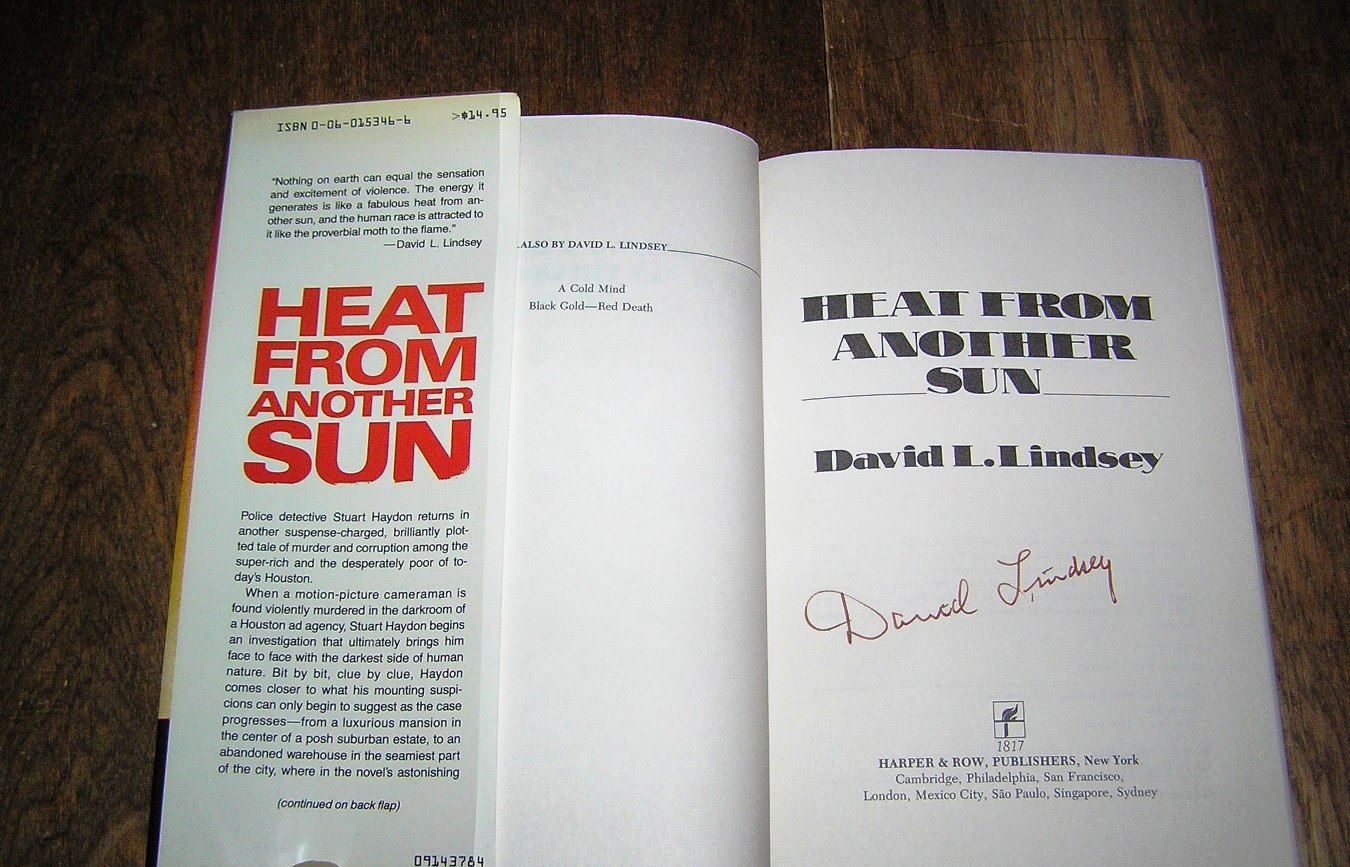 ISBN 0-06-015346-6 >$14.95
"Nothing on earth can equal the sensation
and excitement of violence. The energy it
generates is like a fabulous heat from an-
other sun, and the human race is attracted to
it like the proverbial moth to the flame."
—David L. Lindsey
HEAT
FROM
ANOTHER
SUN
Police detective Stuart Haydon returns in
another suspense-charged, brilliantly plot-
ted tale of murder and corruption among the
super-rich and the desperately poor of to-
day's Houston.
When a motion-picture cameraman is
found violently murdered in the darkroom of
a Houston ad agency, Stuart Haydon begins
an investigation that ultimately brings him
face to face with the darkest side of human
nature. Bit by bit, clue by clue, Haydon
comes closer to what his mounting suspi-
cions can only begin to suggest as the case
progresses—from a luxurious mansion in
the center of a posh suburban estate, to an
abandoned warehouse in the seamiest part
of the city, where in the novel's astonishing
(continued on back flap)
09143784
ALSO BY DAVID L. LINDSEY
A Cold Mind
Black Gold—Red Death
HEAT FROM
ANOTHER
SUN
David L. Lindsey
David Lindsey
1817
HARPER & ROW, PUBLISHERS, New York
Cambridge, Philadelphia, San Francisco,
London, Mexico City, São Paulo, Singapore, Sydney